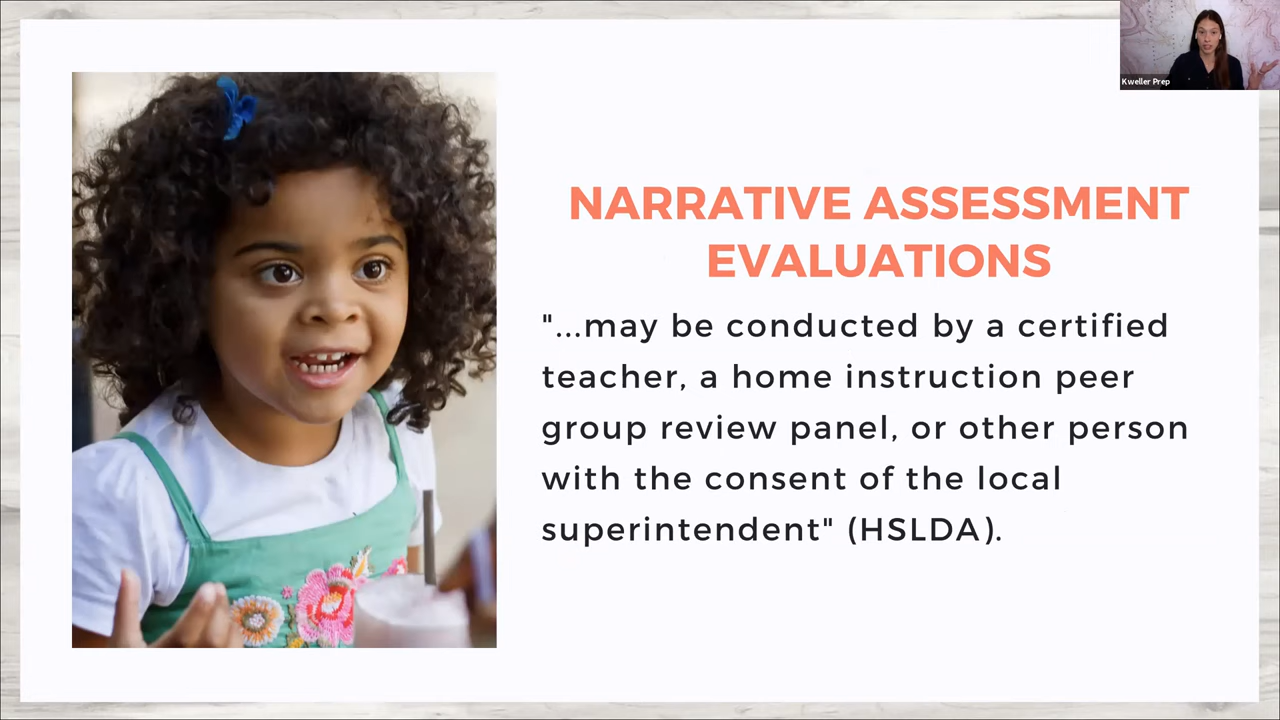 Kweller Prep
NARRATIVE ASSESSMENT
EVALUATIONS
"...may be conducted by a certified
teacher, a home instruction peer
group review panel, or other person
with the consent of the local
superintendent" (HSLDA).